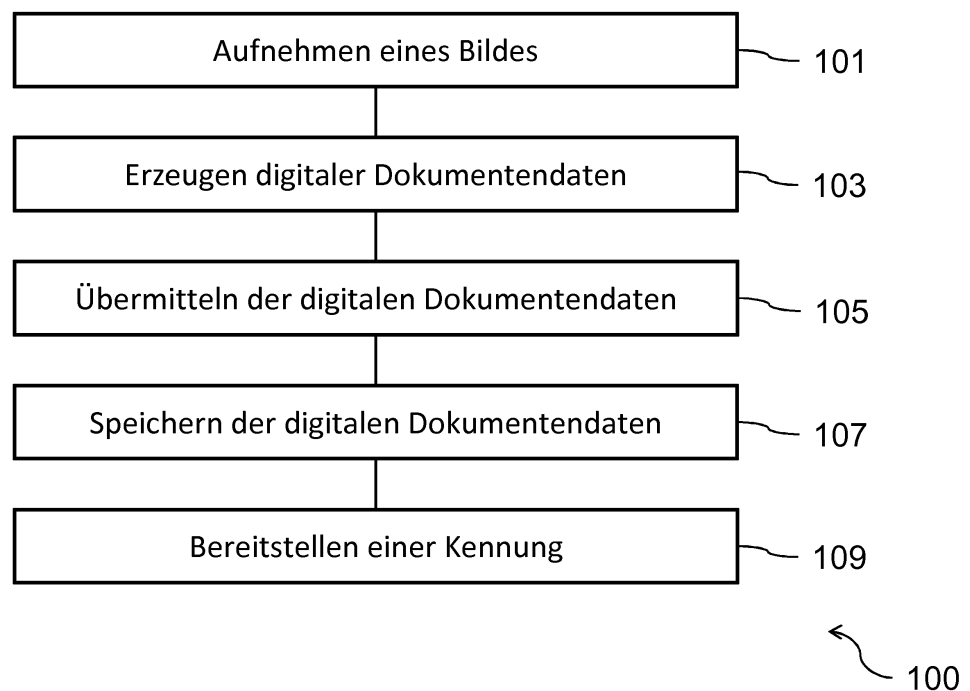 Aufnehmen eines Bildes
101
Erzeugen digitaler Dokumentendaten
103
Übermitteln der digitalen Dokumentendaten
105
Speichern der digitalen Dokumentendaten
107
Bereitstellen einer Kennung
109
100